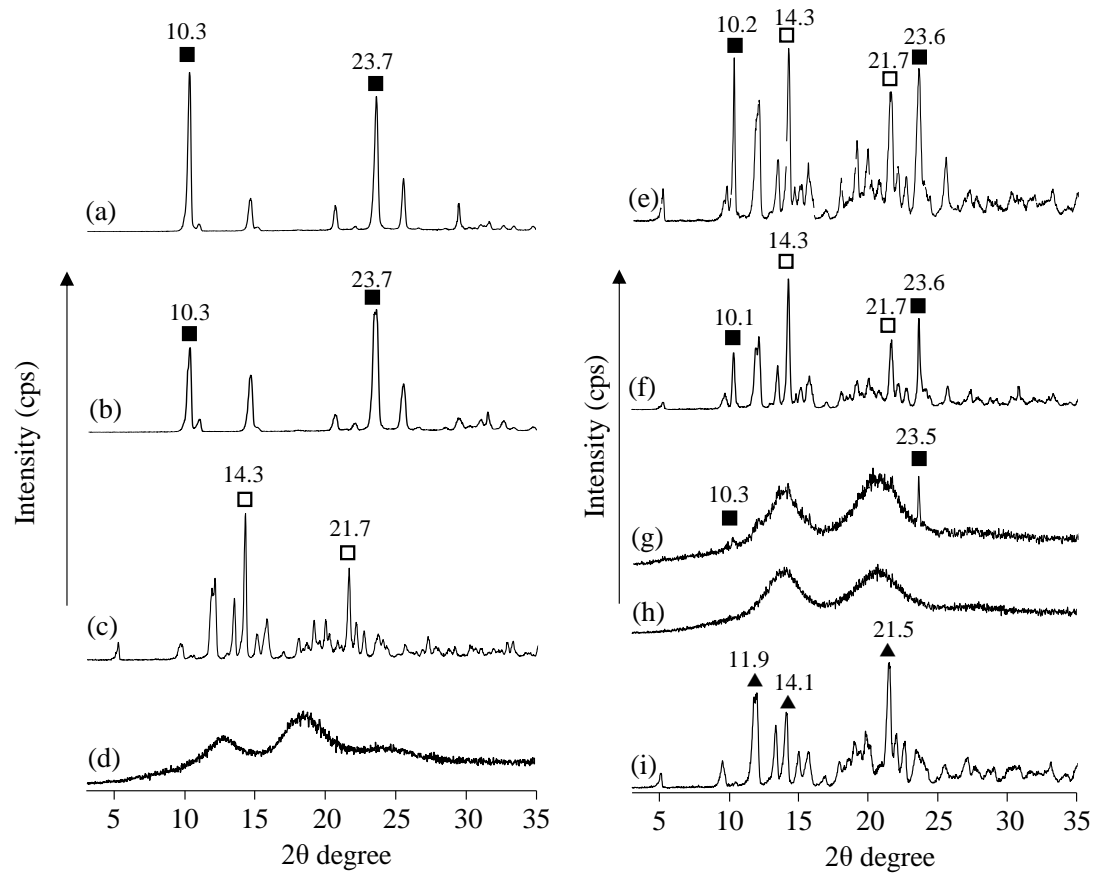 10.3
23.7
(a)
10.3
23.7
(b)
14.3
21.7
(c)
(d)
Intensity (cps)
5 10 15 20 25 30 35
2θ degree
10.2
14.3
21.7
23.6
(e)
10.1
14.3
21.7
23.6
(f)
10.3
23.5
(g)
(h)
11.9
14.1
21.5
(i)
Intensity (cps)
5 10 15 20 25 30 35
2θ degree